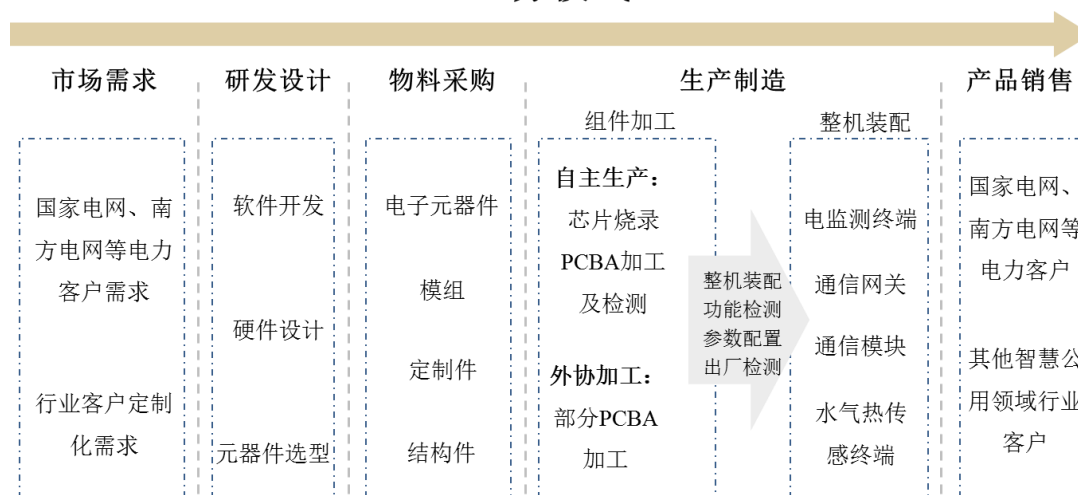 市场需求
研发设计
物料采购
生产制造
产品销售
组件加工
整机装配
国家电网、南
方电网等电力
客户需求
行业客户定制
化需求
软件开发
硬件设计
元器件选型
电子元器件
模组
定制件
结构件
自主生产：
芯片烧录
PCBA加工
及检测
外协加工：
部分PCBA
加工
整机装配
功能检测
参数配置
出厂检测
电监测终端
通信网关
通信模块
水气热传
感终端
国家电网、
南方电网等
电力客户
其他智慧公
用领域行业
客户